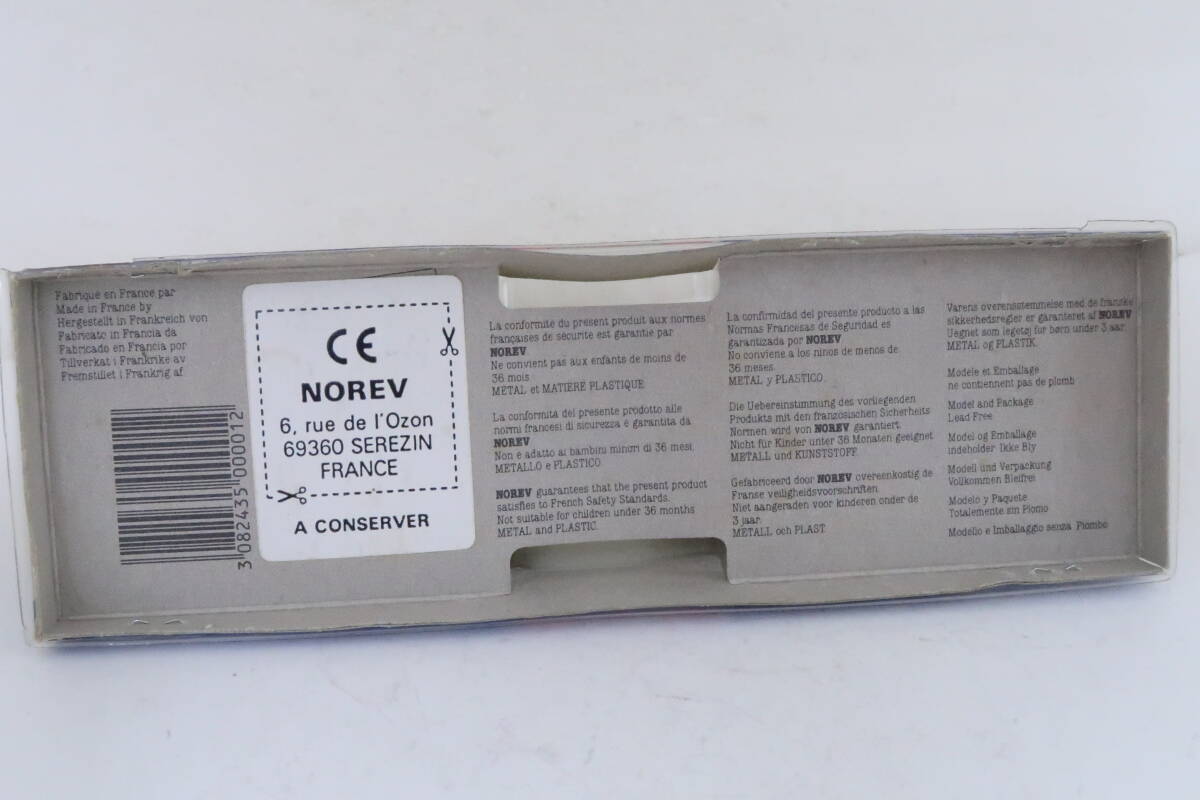 Fabriqué en France par
Made in France by
Hergestellt in Frankreich von
Fabricato in Francia da
Fabricado en Francia por
Tillverkat i Frankrike av
Fremstillet i Frankrig af
3 082435 000012
CE
NOREV
6, rue de l'Ozon
69360 SEREZIN
FRANCE
A CONSERVER
La conformité du présent produit aux normes
françaises de sécurité est garantie par
NOREV.
Ne convient pas aux enfants de moins de
36 mois
METAL et MATIERE PLASTIQUE
La conformità del presente prodotto alle
normi francesi di sicurezza è garantita da
NOREV
Non è adatto ai bambini minori di 36 mesi.
METALLO e PLASTICO
NOREV guarantees that the present product
satisfies to French Safety Standards.
Not suitable for children under 36 months
METAL and PLASTIC.
La confirmidad del presente producto a las
Normas Francesas de Seguridad es
garantizada por NOREV
No conviene a los ninos de menos de
36 meses.
METAL y PLASTICO
Die Uebereinstimmung des vorliegenden
Produkts mit den französischen Sicherheits
Normen wird von NOREV garantiert.
Nicht für Kinder unter 36 Monaten geeignet
METALL und KUNSTSTOFF.
Gefabriceerd door NOREV overeenkostig de
Franse veiligheidsvoorschriften.
Niet aangeraden voor kinderen onder de
3 jaar.
METALL och PLAST
Varens overensstemmelse med de franske
sikkerhedsregler er garanteret af NOREV
Uegnet som legetøj for børn under 3 aar.
METAL og PLASTIK.
Modèle et Emballage
ne contiennent pas de plomb
Model and Package
Lead Free
Model og Emballage
indeholder Ikke Bly
Modell und Verpackung
Vollkommen Bleifrei
Modelo y Paquete
Totalemente sin Plomo
Modello e Imballaggio senza Piombo